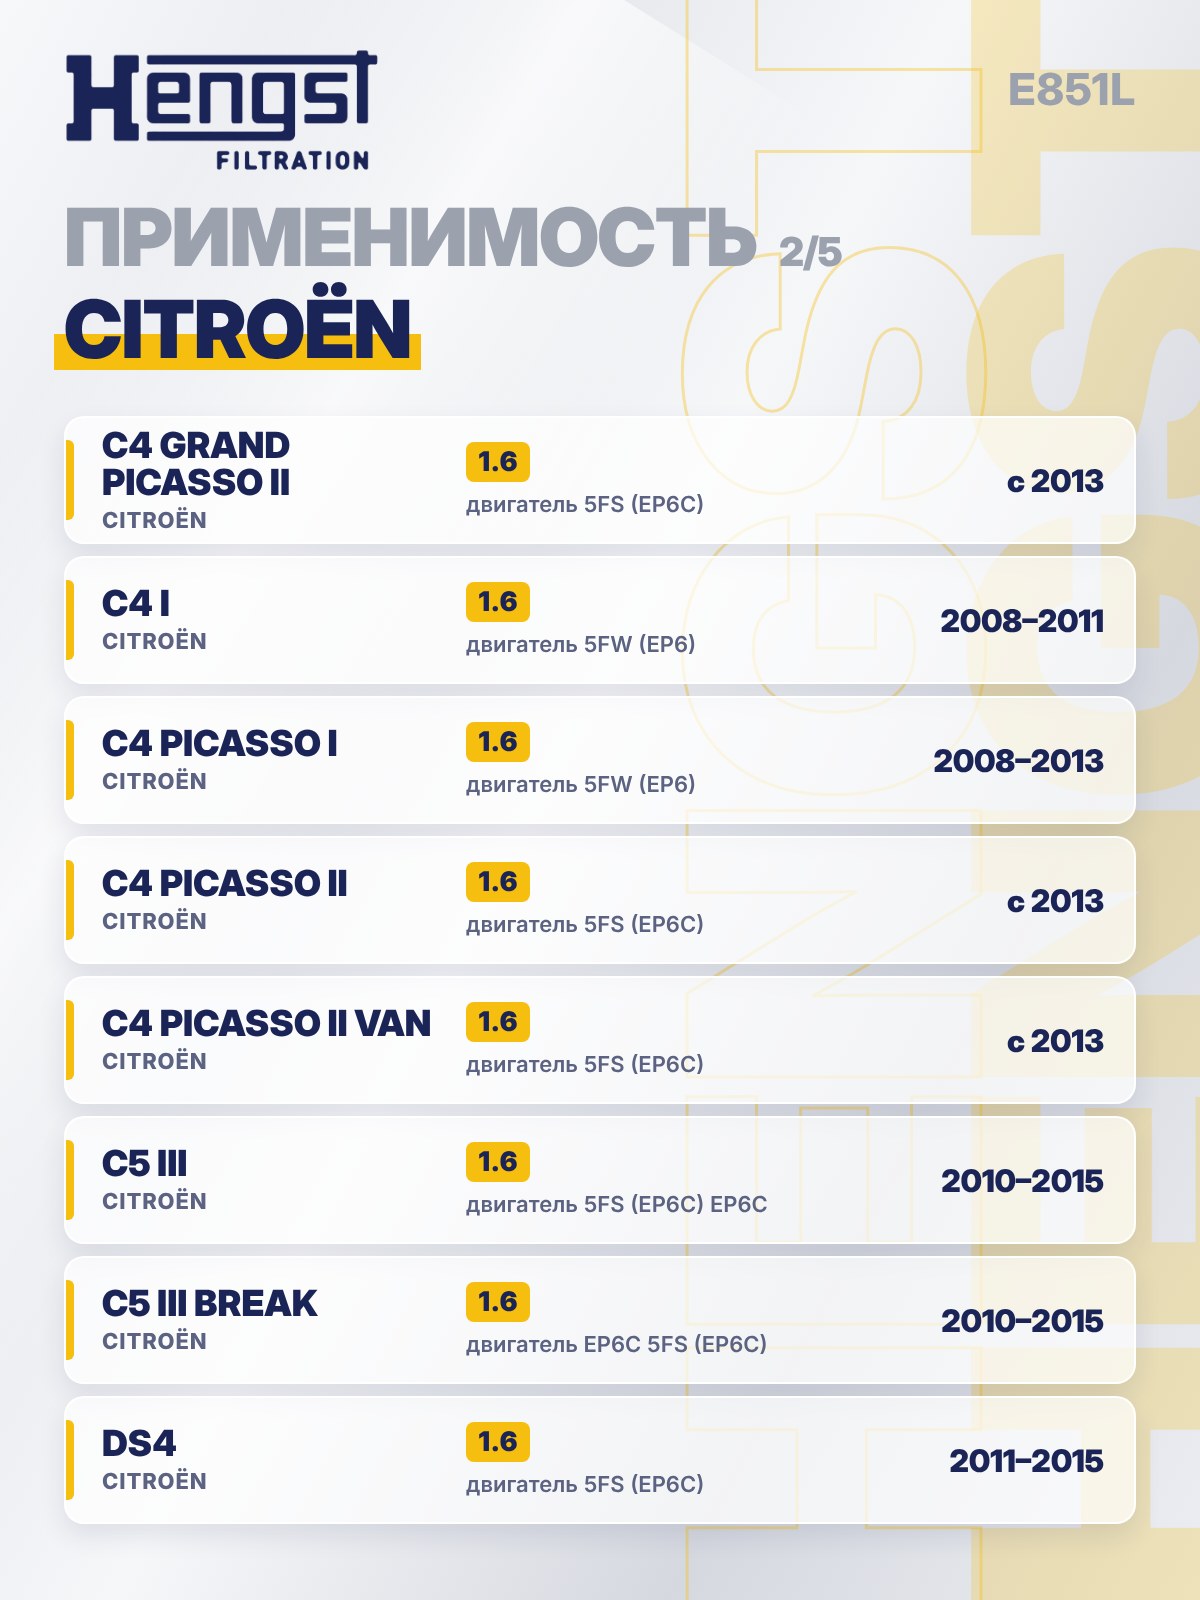 Hengst
FILTRATION
E851L
ПРИМЕНИМОСТЬ 2/5
CITROËN
C4 GRAND
PICASSO II
CITROËN
1.6
двигатель 5FS (EP6C)
с 2013
C4 I
CITROËN
1.6
двигатель 5FW (EP6)
2008–2011
C4 PICASSO I
CITROËN
1.6
двигатель 5FW (EP6)
2008–2013
C4 PICASSO II
CITROËN
1.6
двигатель 5FS (EP6C)
с 2013
C4 PICASSO II VAN
CITROËN
1.6
двигатель 5FS (EP6C)
с 2013
C5 III
CITROËN
1.6
двигатель 5FS (EP6C) EP6C
2010–2015
C5 III BREAK
CITROËN
1.6
двигатель EP6C 5FS (EP6C)
2010–2015
DS4
CITROËN
1.6
двигатель 5FS (EP6C)
2011–2015
HENGST
HENGST